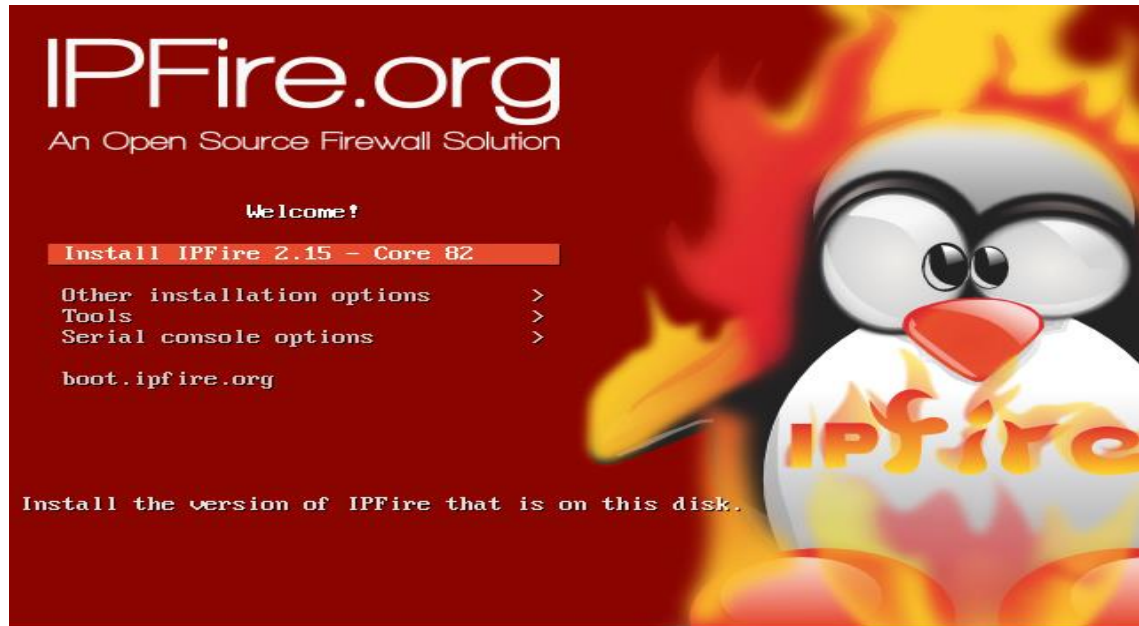 IPFire.org
An Open Source Firewall Solution
Welcome!
Install IPFire 2.15 - Core 82
Other installation options >
Tools >
Serial console options >
boot.ipfire.org
IPfire
Install the version of IPFire that is on this disk.